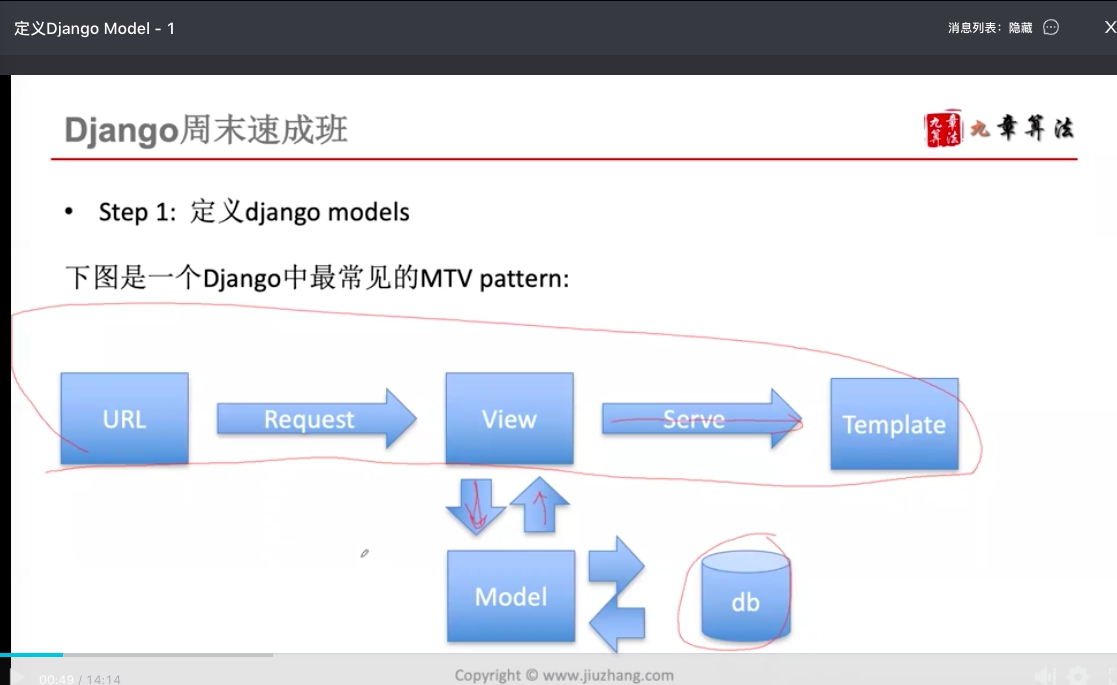 定义Django Model - 1
消息列表: 隐藏
X
Django周末速成班
九章算法
九章算法
• Step 1: 定义django models
下图是一个Django中最常见的MTV pattern:
URL
Request
View
Serve
Template
Model
db
Copyright © www.jiuzhang.com
00:49 / 14:14